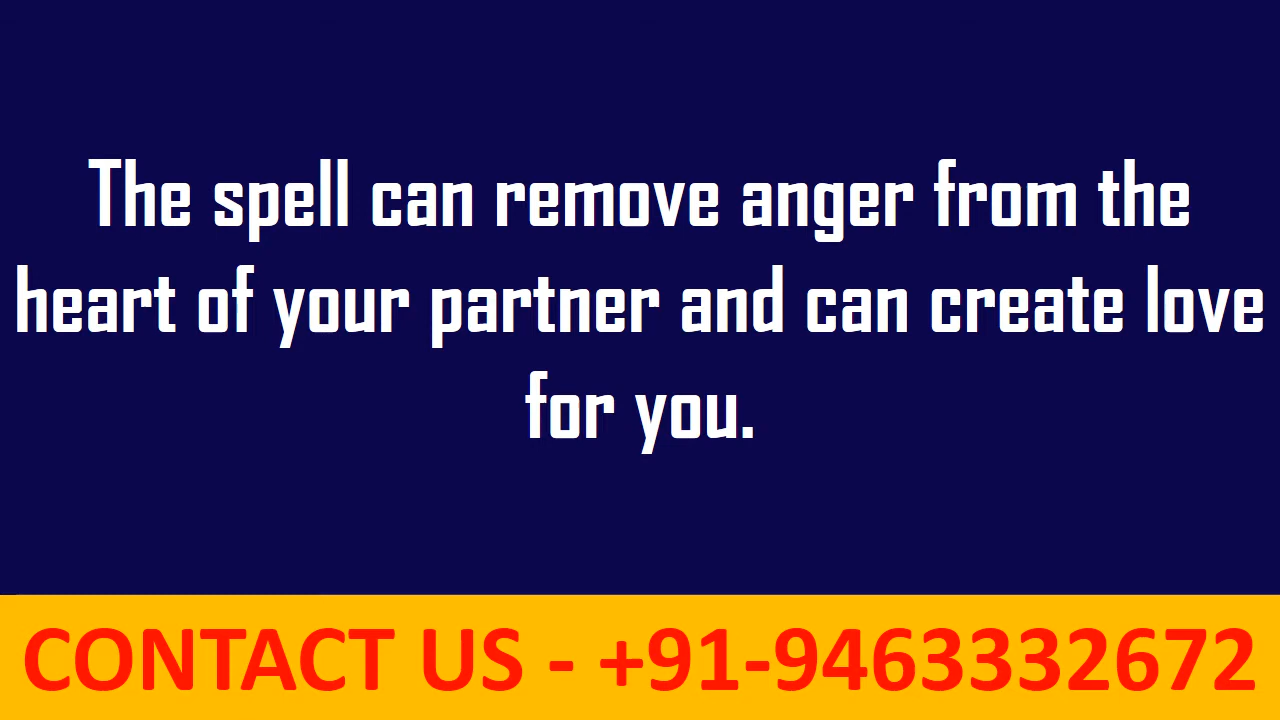 The spell can remove anger from the
heart of your partner and can create love
for you.
CONTACT US - +91-9463332672